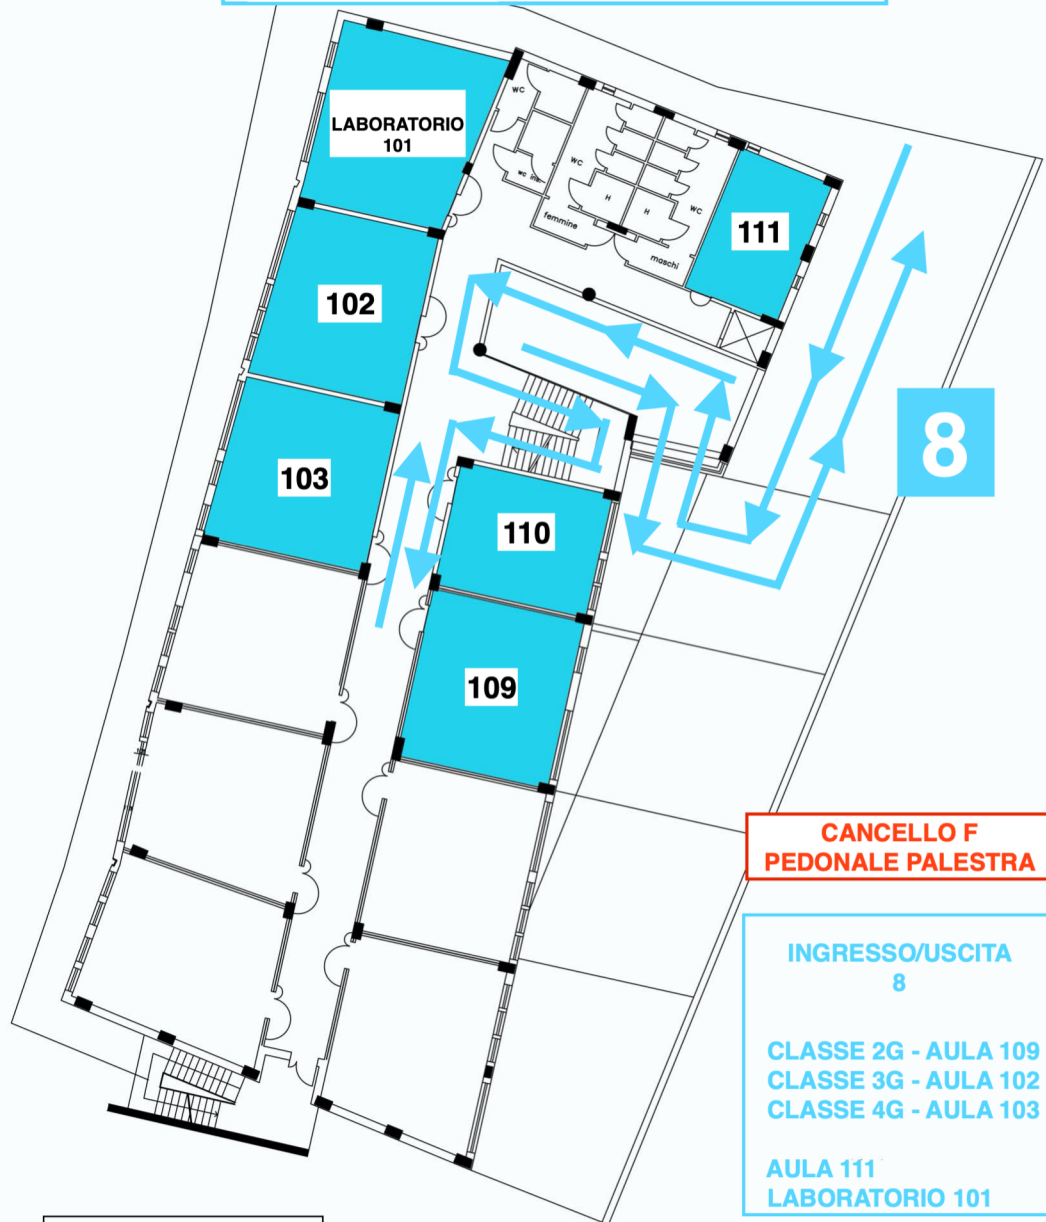 LABORATORIO
101
WC
wc ins.
WC
H
H
WC
femmine
maschi
111
102
103
110
109
8
CANCELLO F
PEDONALE PALESTRA
INGRESSO/USCITA
8
CLASSE 2G - AULA 109
CLASSE 3G - AULA 102
CLASSE 4G - AULA 103
AULA 111
LABORATORIO 101